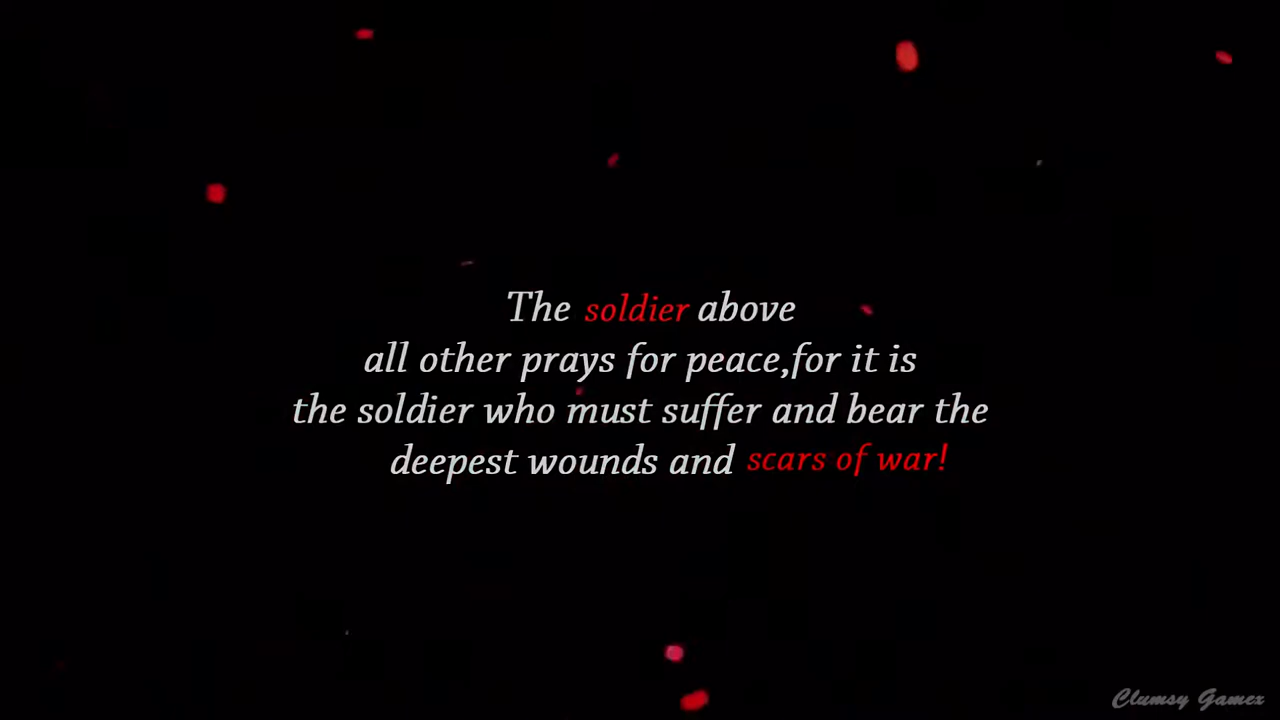 The soldier above
all other prays for peace,for it is
the soldier who must suffer and bear the
deepest wounds and scars of war!
Clumsy Gamex